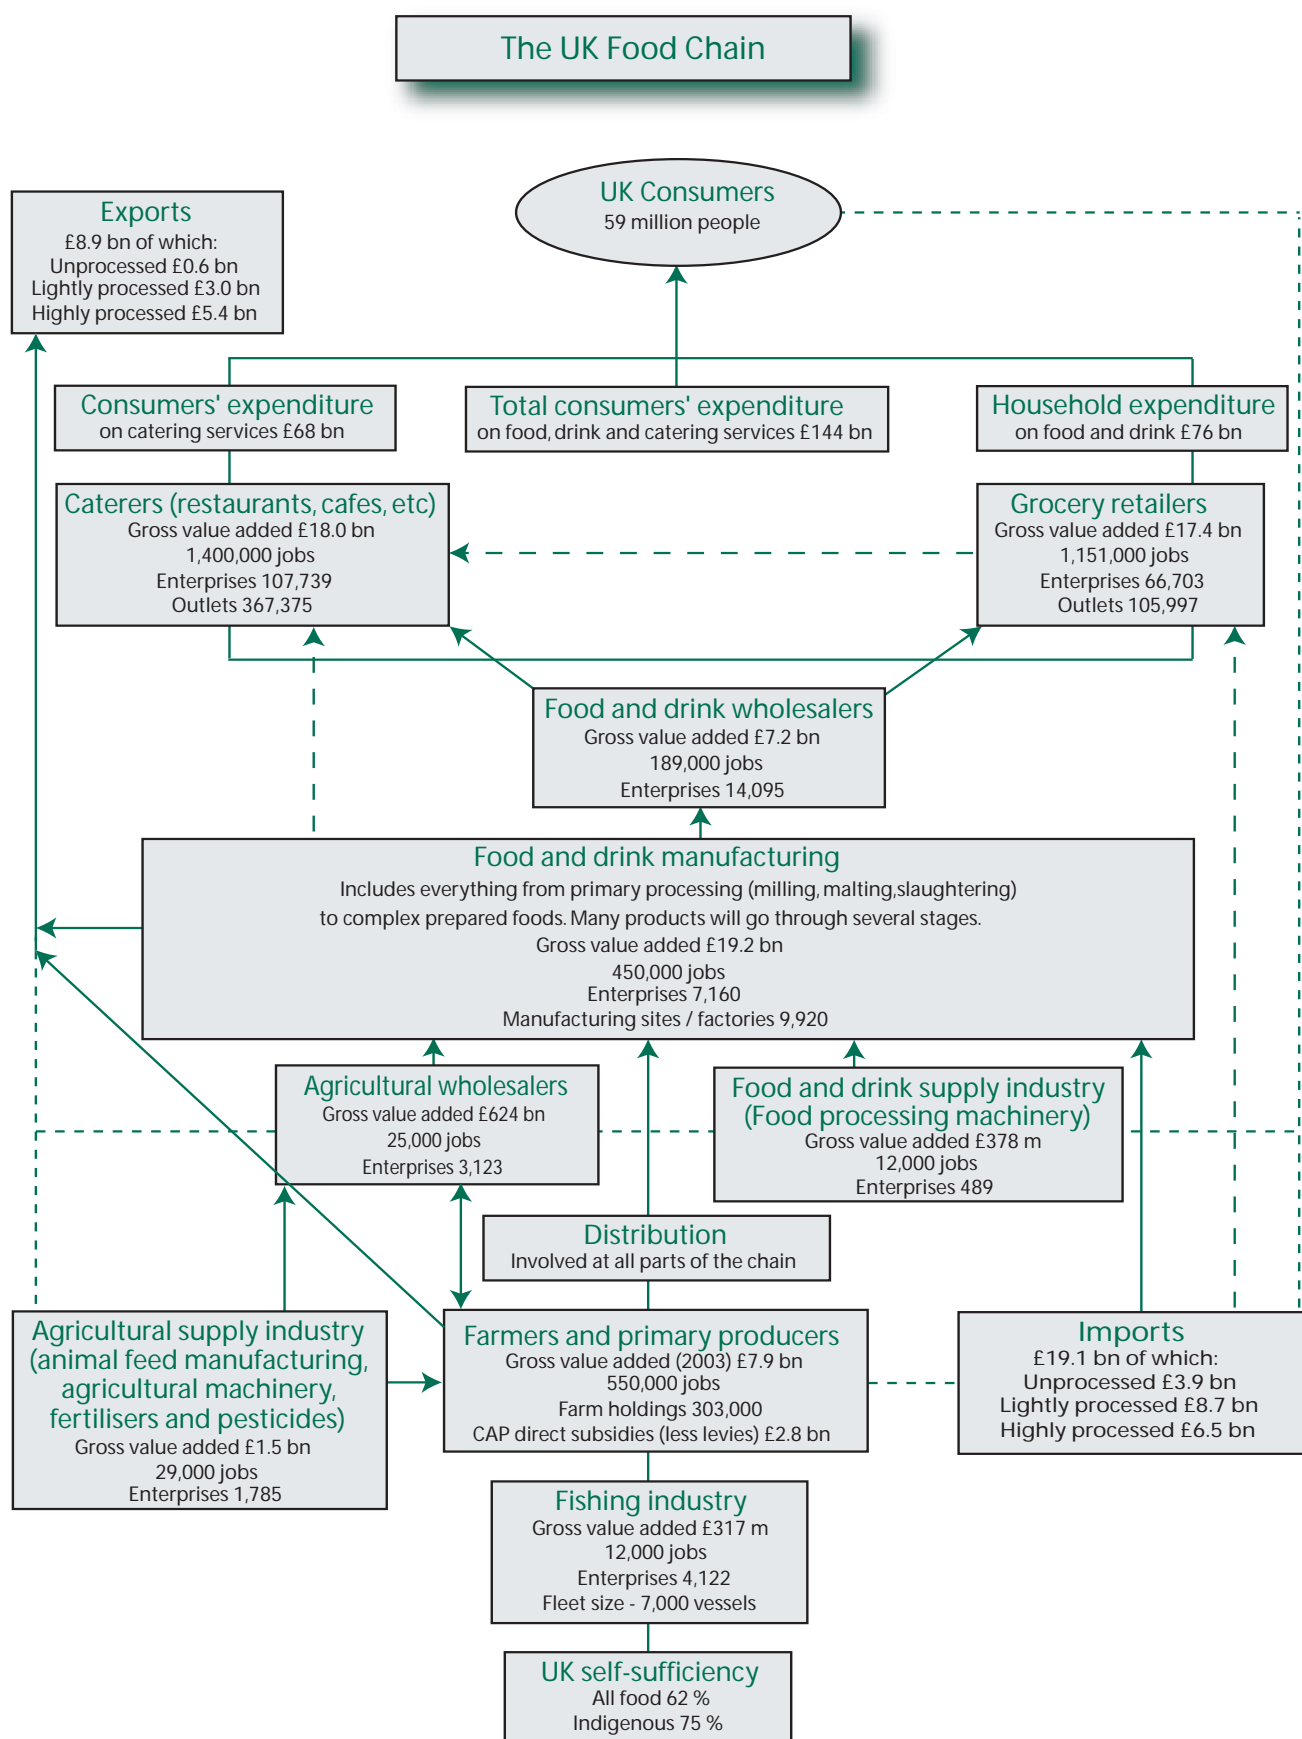 The UK Food Chain
UK Consumers
59 million people
Exports
£8.9 bn of which:
Unprocessed £0.6 bn
Lightly processed £3.0 bn
Highly processed £5.4 bn
Consumers' expenditure
on catering services £68 bn
Total consumers' expenditure
on food, drink and catering services £144 bn
Household expenditure
on food and drink £76 bn
Caterers (restaurants, cafes, etc)
Gross value added £18.0 bn
1,400,000 jobs
Enterprises 107,739
Outlets 367,375
Grocery retailers
Gross value added £17.4 bn
1,151,000 jobs
Enterprises 66,703
Outlets 105,997
Food and drink wholesalers
Gross value added £7.2 bn
189,000 jobs
Enterprises 14,095
Food and drink manufacturing
Includes everything from primary processing (milling, malting,slaughtering)
to complex prepared foods. Many products will go through several stages.
Gross value added £19.2 bn
450,000 jobs
Enterprises 7,160
Manufacturing sites / factories 9,920
Agricultural wholesalers
Gross value added £624 bn
25,000 jobs
Enterprises 3,123
Food and drink supply industry
(Food processing machinery)
Gross value added £378 m
12,000 jobs
Enterprises 489
Distribution
Involved at all parts of the chain
Agricultural supply industry
(animal feed manufacturing,
agricultural machinery,
fertilisers and pesticides)
Gross value added £1.5 bn
29,000 jobs
Enterprises 1,785
Farmers and primary producers
Gross value added (2003) £7.9 bn
550,000 jobs
Farm holdings 303,000
CAP direct subsidies (less levies) £2.8 bn
Imports
£19.1 bn of which:
Unprocessed £3.9 bn
Lightly processed £8.7 bn
Highly processed £6.5 bn
Fishing industry
Gross value added £317 m
12,000 jobs
Enterprises 4,122
Fleet size - 7,000 vessels
UK self-sufficiency
All food 62 %
Indigenous 75 %